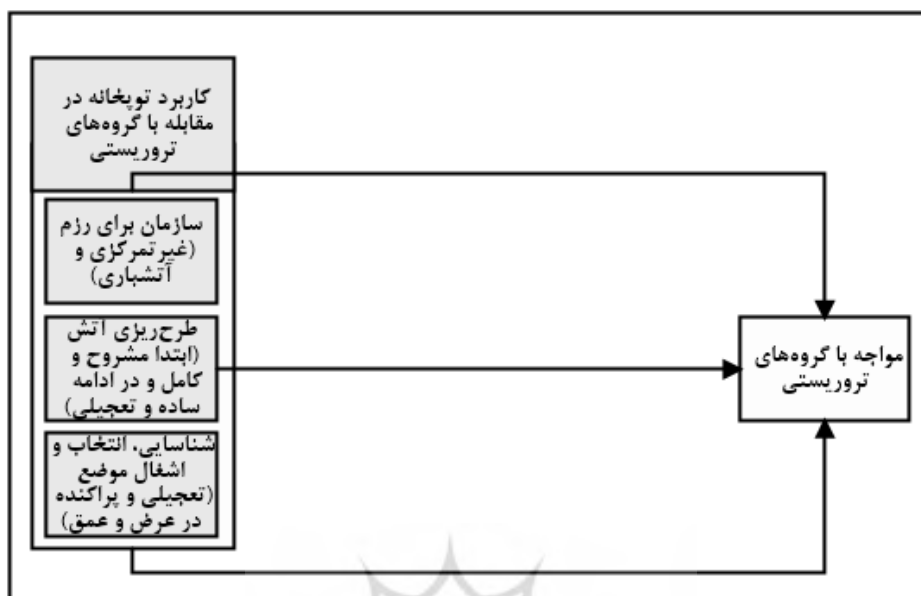 کاربرد توپخانه در
مقابله با گروه‌های
تروریستی
سازمان برای رزم
(غیرتمرکزی و
آتشباری)
طرح‌ریزی آتش
(ابتدا مشروح و
کامل و در ادامه
ساده و تعجیلی)
شناسایی، انتخاب و
اشغال موضع
(تعجیلی و پراکنده
در عرض و عمق)
مواجه با گروه‌های
تروریستی